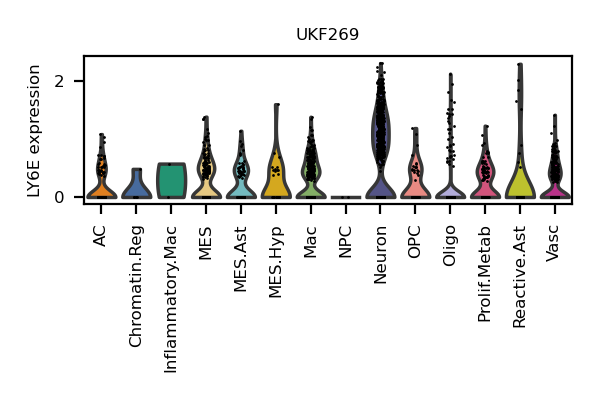 UKF269
LY6E expression
2
0
AC
Chromatin.Reg
Inflammatory.Mac
MES
MES.Ast
MES.Hyp
Mac
NPC
Neuron
OPC
Oligo
Prolif.Metab
Reactive.Ast
Vasc